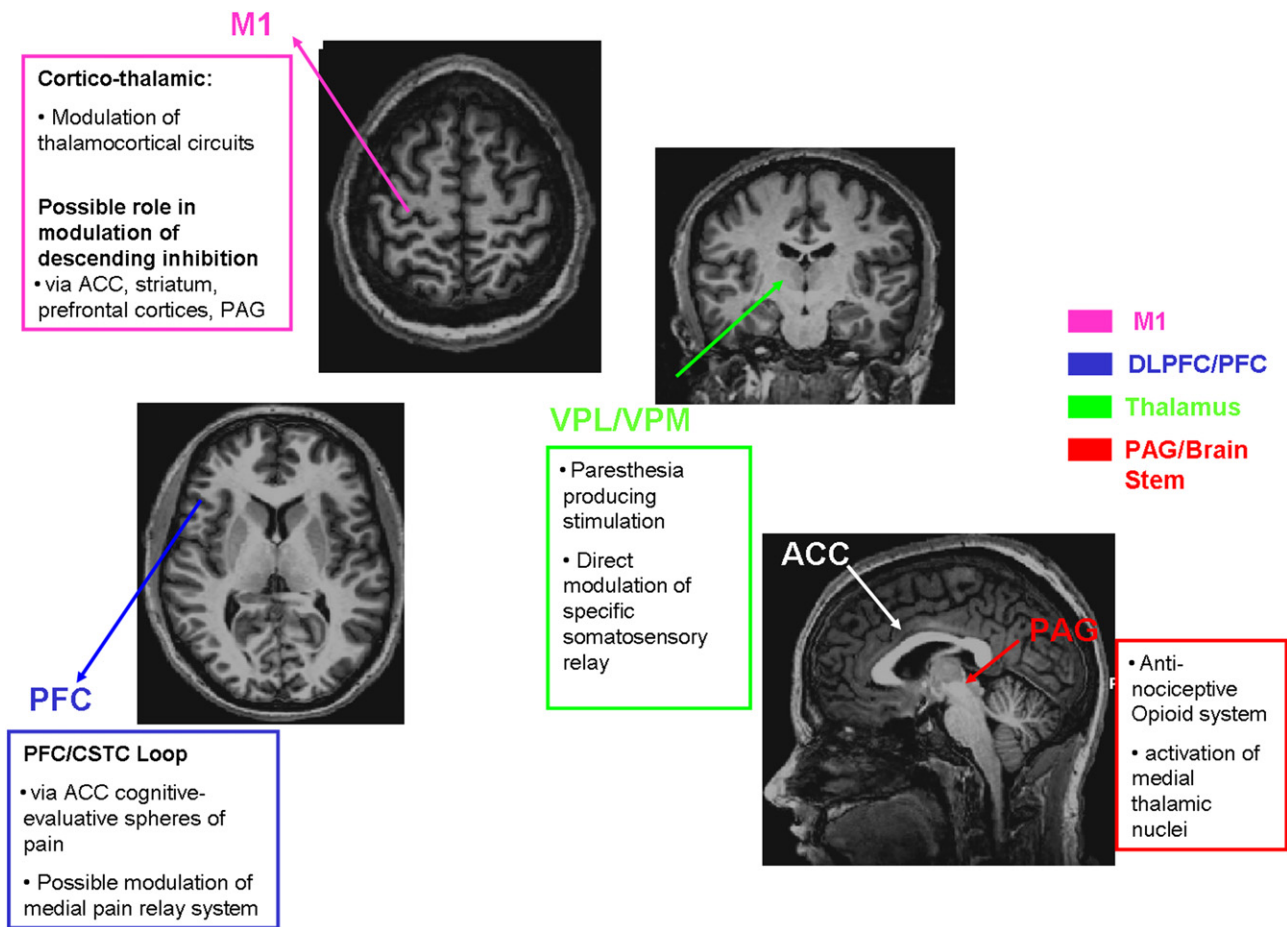 M1
Cortico-thalamic:
• Modulation of
thalamocortical circuits
Possible role in
modulation of
descending inhibition
• via ACC, striatum,
prefrontal cortices, PAG
M1
DLPFC/PFC
Thalamus
PAG/Brain
Stem
VPL/VPM
• Paresthesia
producing
stimulation
• Direct
modulation of
specific
somatosensory
relay
ACC
PAG
• Anti-
nociceptive
Opioid system
• activation of
medial
thalamic
nuclei
PFC
PFC/CSTC Loop
• via ACC cognitive-
evaluative spheres of
pain
• Possible modulation of
medial pain relay system